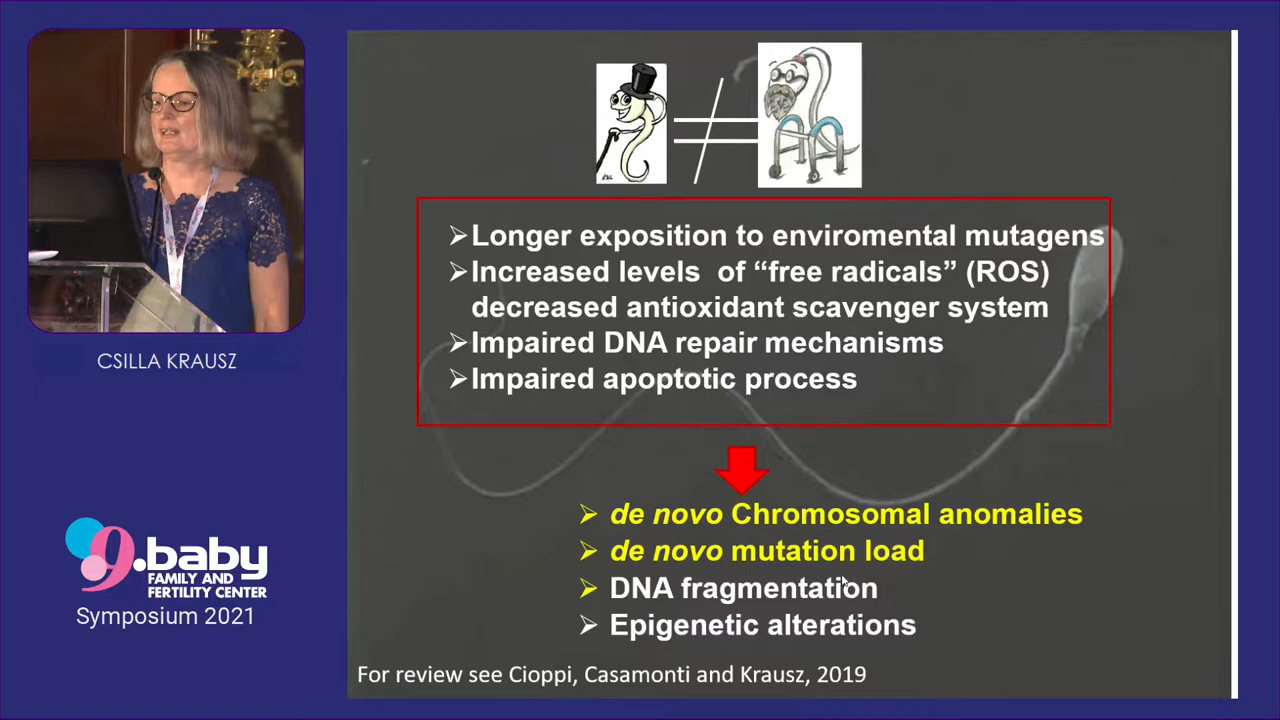 CSILLA KRAUSZ
9.baby
FAMILY AND
FERTILITY CENTER
Symposium 2021
➢Longer exposition to enviromental mutagens
➢Increased levels of “free radicals” (ROS)
decreased antioxidant scavenger system
➢Impaired DNA repair mechanisms
➢Impaired apoptotic process
➢ de novo Chromosomal anomalies
➢ de novo mutation load
➢ DNA fragmentation
➢ Epigenetic alterations
For review see Cioppi, Casamonti and Krausz, 2019